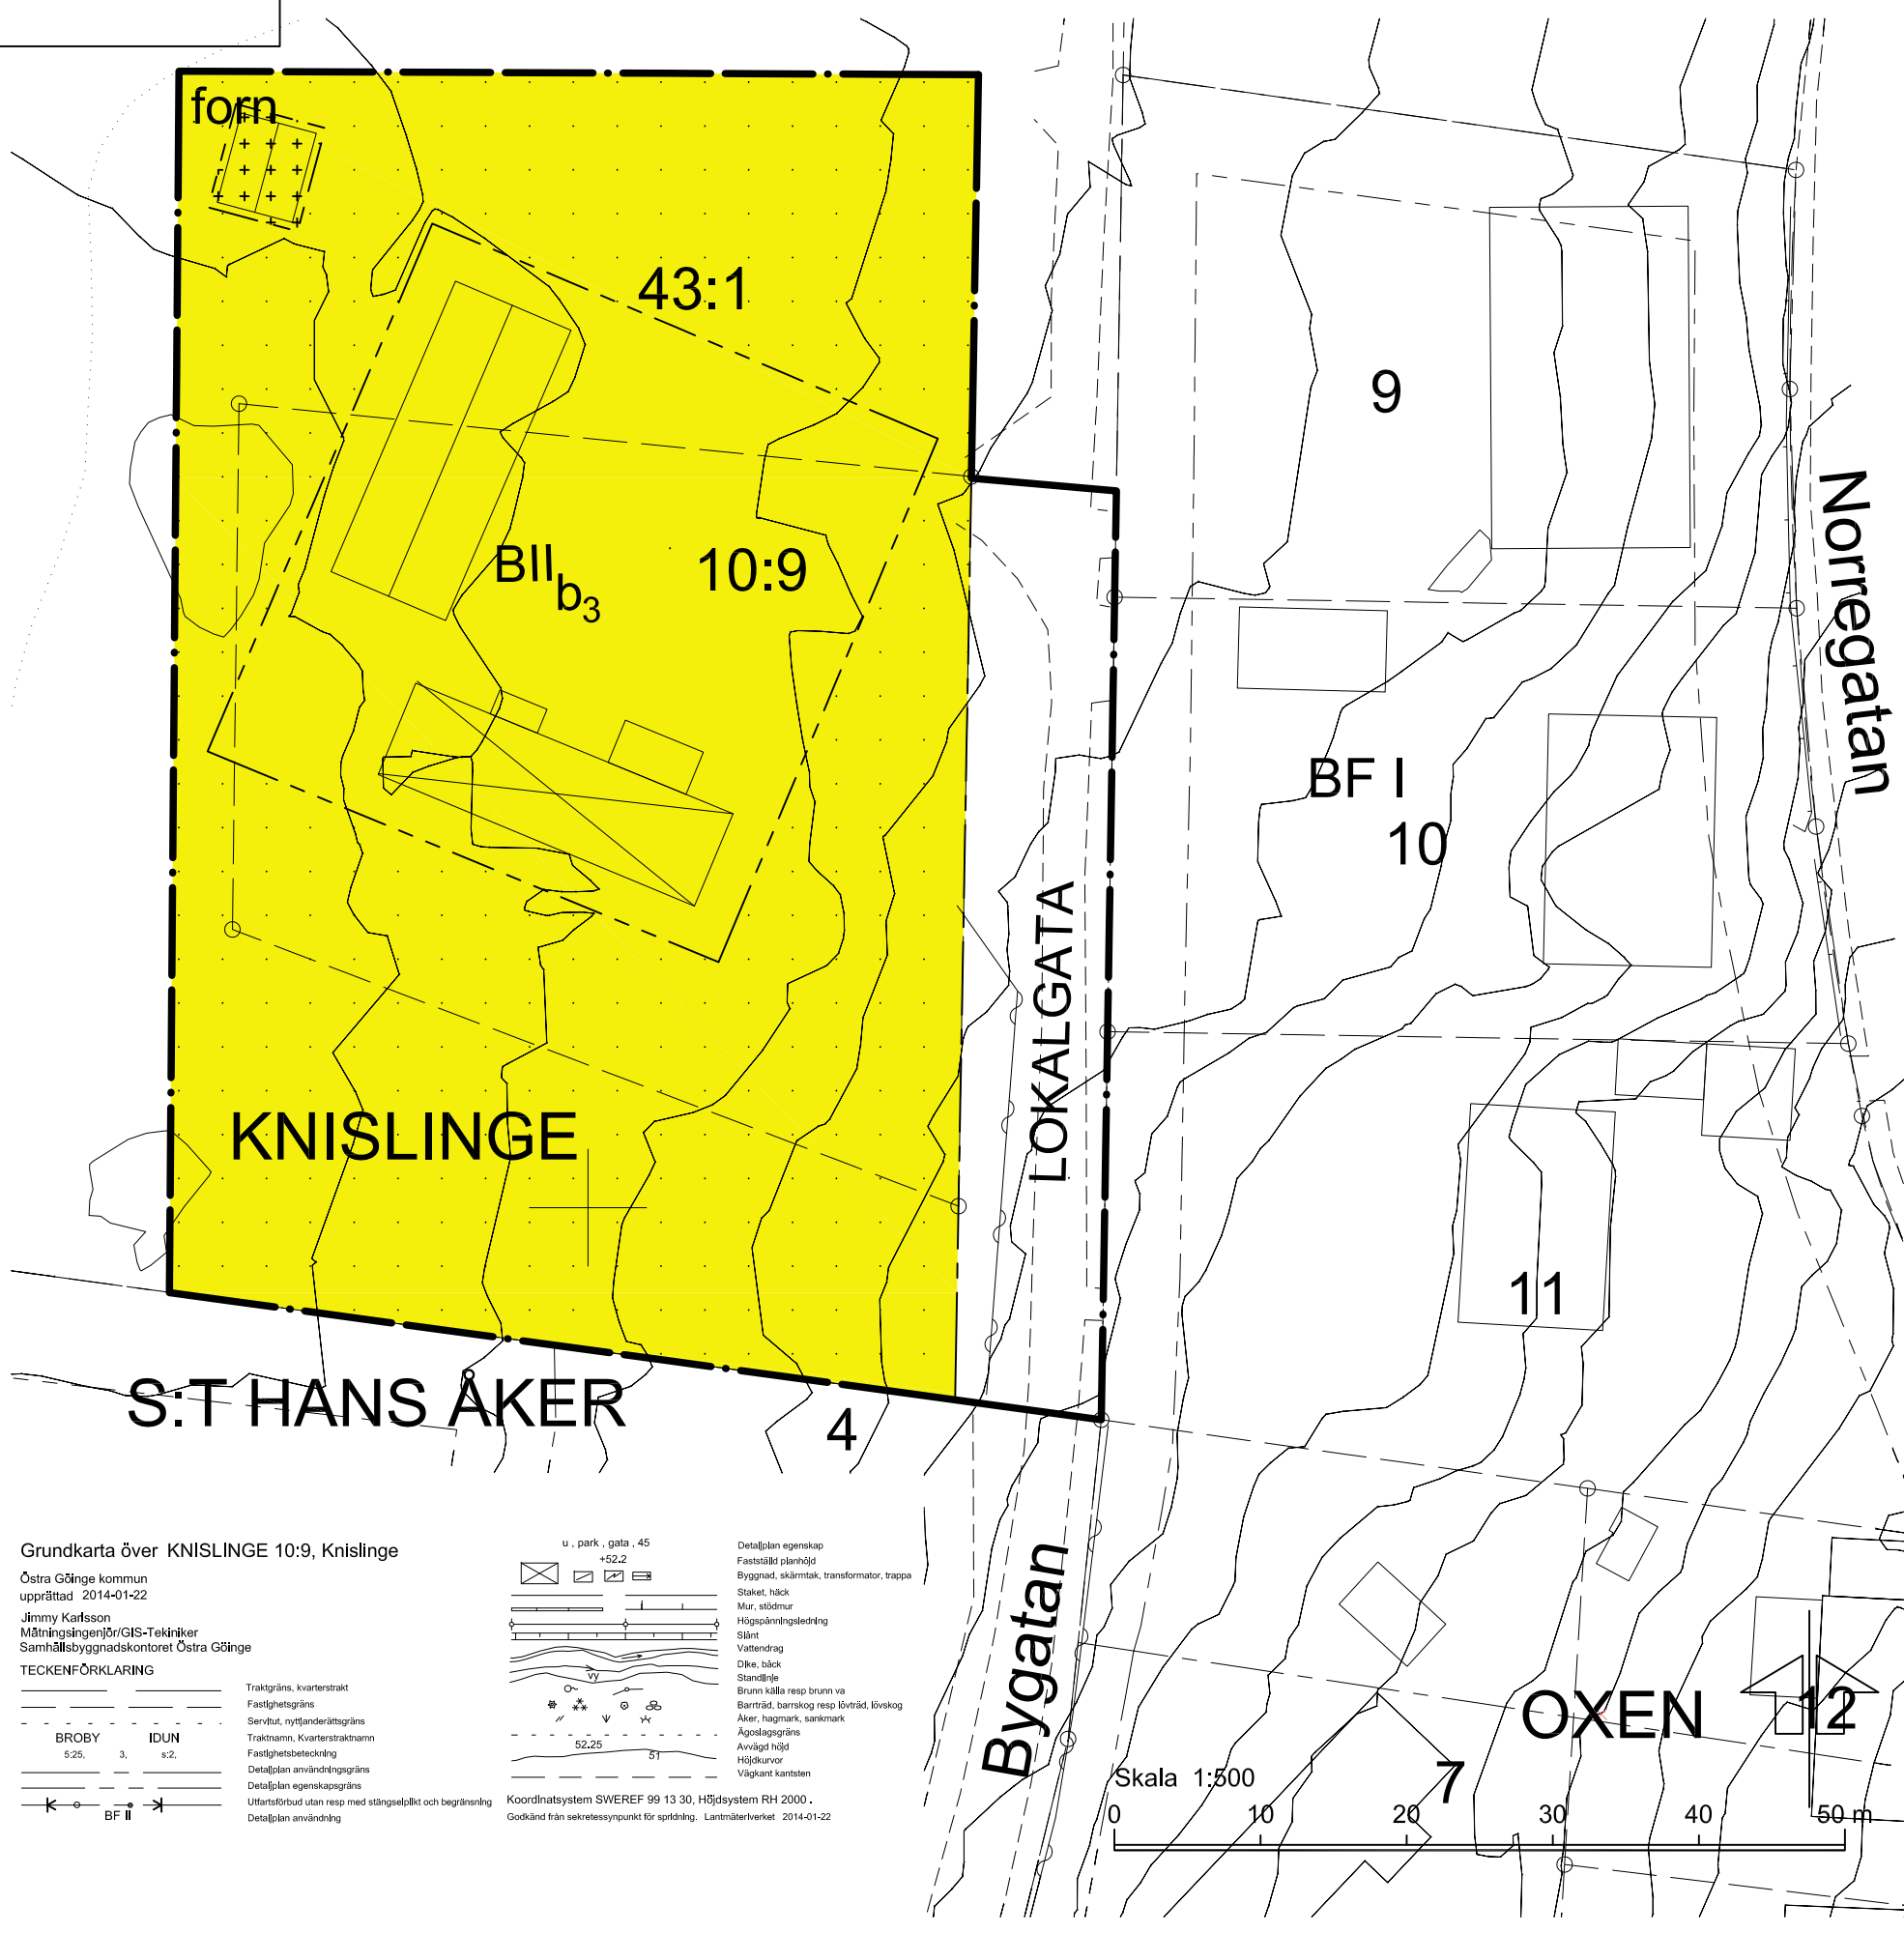 forn
43:1
9
Norregatan
BII b3
10:9
BF I
10
LOKALGATA
KNISLINGE
11
S:T HANS ÅKER
4
Bygatan
OXEN
12
7
Grundkarta över KNISLINGE 10:9, Knislinge
Östra Göinge kommun
upprättad 2014-01-22
Jimmy Karlsson
Mätningsingenjör/GIS-Tekiniker
Samhällsbyggnadskontoret Östra Göinge
TECKENFÖRKLARING
Traktgräns, kvarterstrakt
Fastighetsgräns
Servitut, nyttjanderättsgräns
BROBY IDUN Traktnamn, Kvarterstraktnamn
5:25, 3, s:2, Fastighetsbeteckning
Detaljplan användningsgräns
Detaljplan egenskapsgräns
Utfartsförbud utan resp med stängselplikt och begränsning
BF II Detaljplan användning
u , park , gata , 45 Detaljplan egenskap
+52.2 Fastställd planhöjd
Byggnad, skärmtak, transformator, trappa
Staket, häck
Mur, stödmur
Högspänningsledning
Slänt
Vattendrag
Dike, bäck
vy Standlinje
Brunn källa resp brunn va
Barrträd, barrskog resp lövträd, lövskog
Åker, hagmark, sankmark
Ägoslagsgräns
52.25 Avvägd höjd
51 Höjdkurvor
Vägkant kantsten
Koordinatsystem SWEREF 99 13 30, Höjdsystem RH 2000 .
Godkänd från sekretessynpunkt för spridning. Lantmäteriverket 2014-01-22
Skala 1:500
0 10 20 30 40 50 m